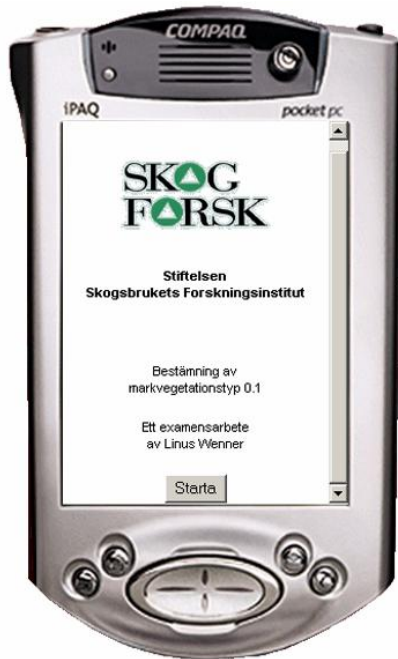 COMPAQ
iPAQ pocket pc
SKOG
FORSK
Stiftelsen
Skogsbrukets Forskningsinstitut
Bestämning av
markvegetationstyp 0.1
Ett examensarbete
av Linus Wenner
Starta